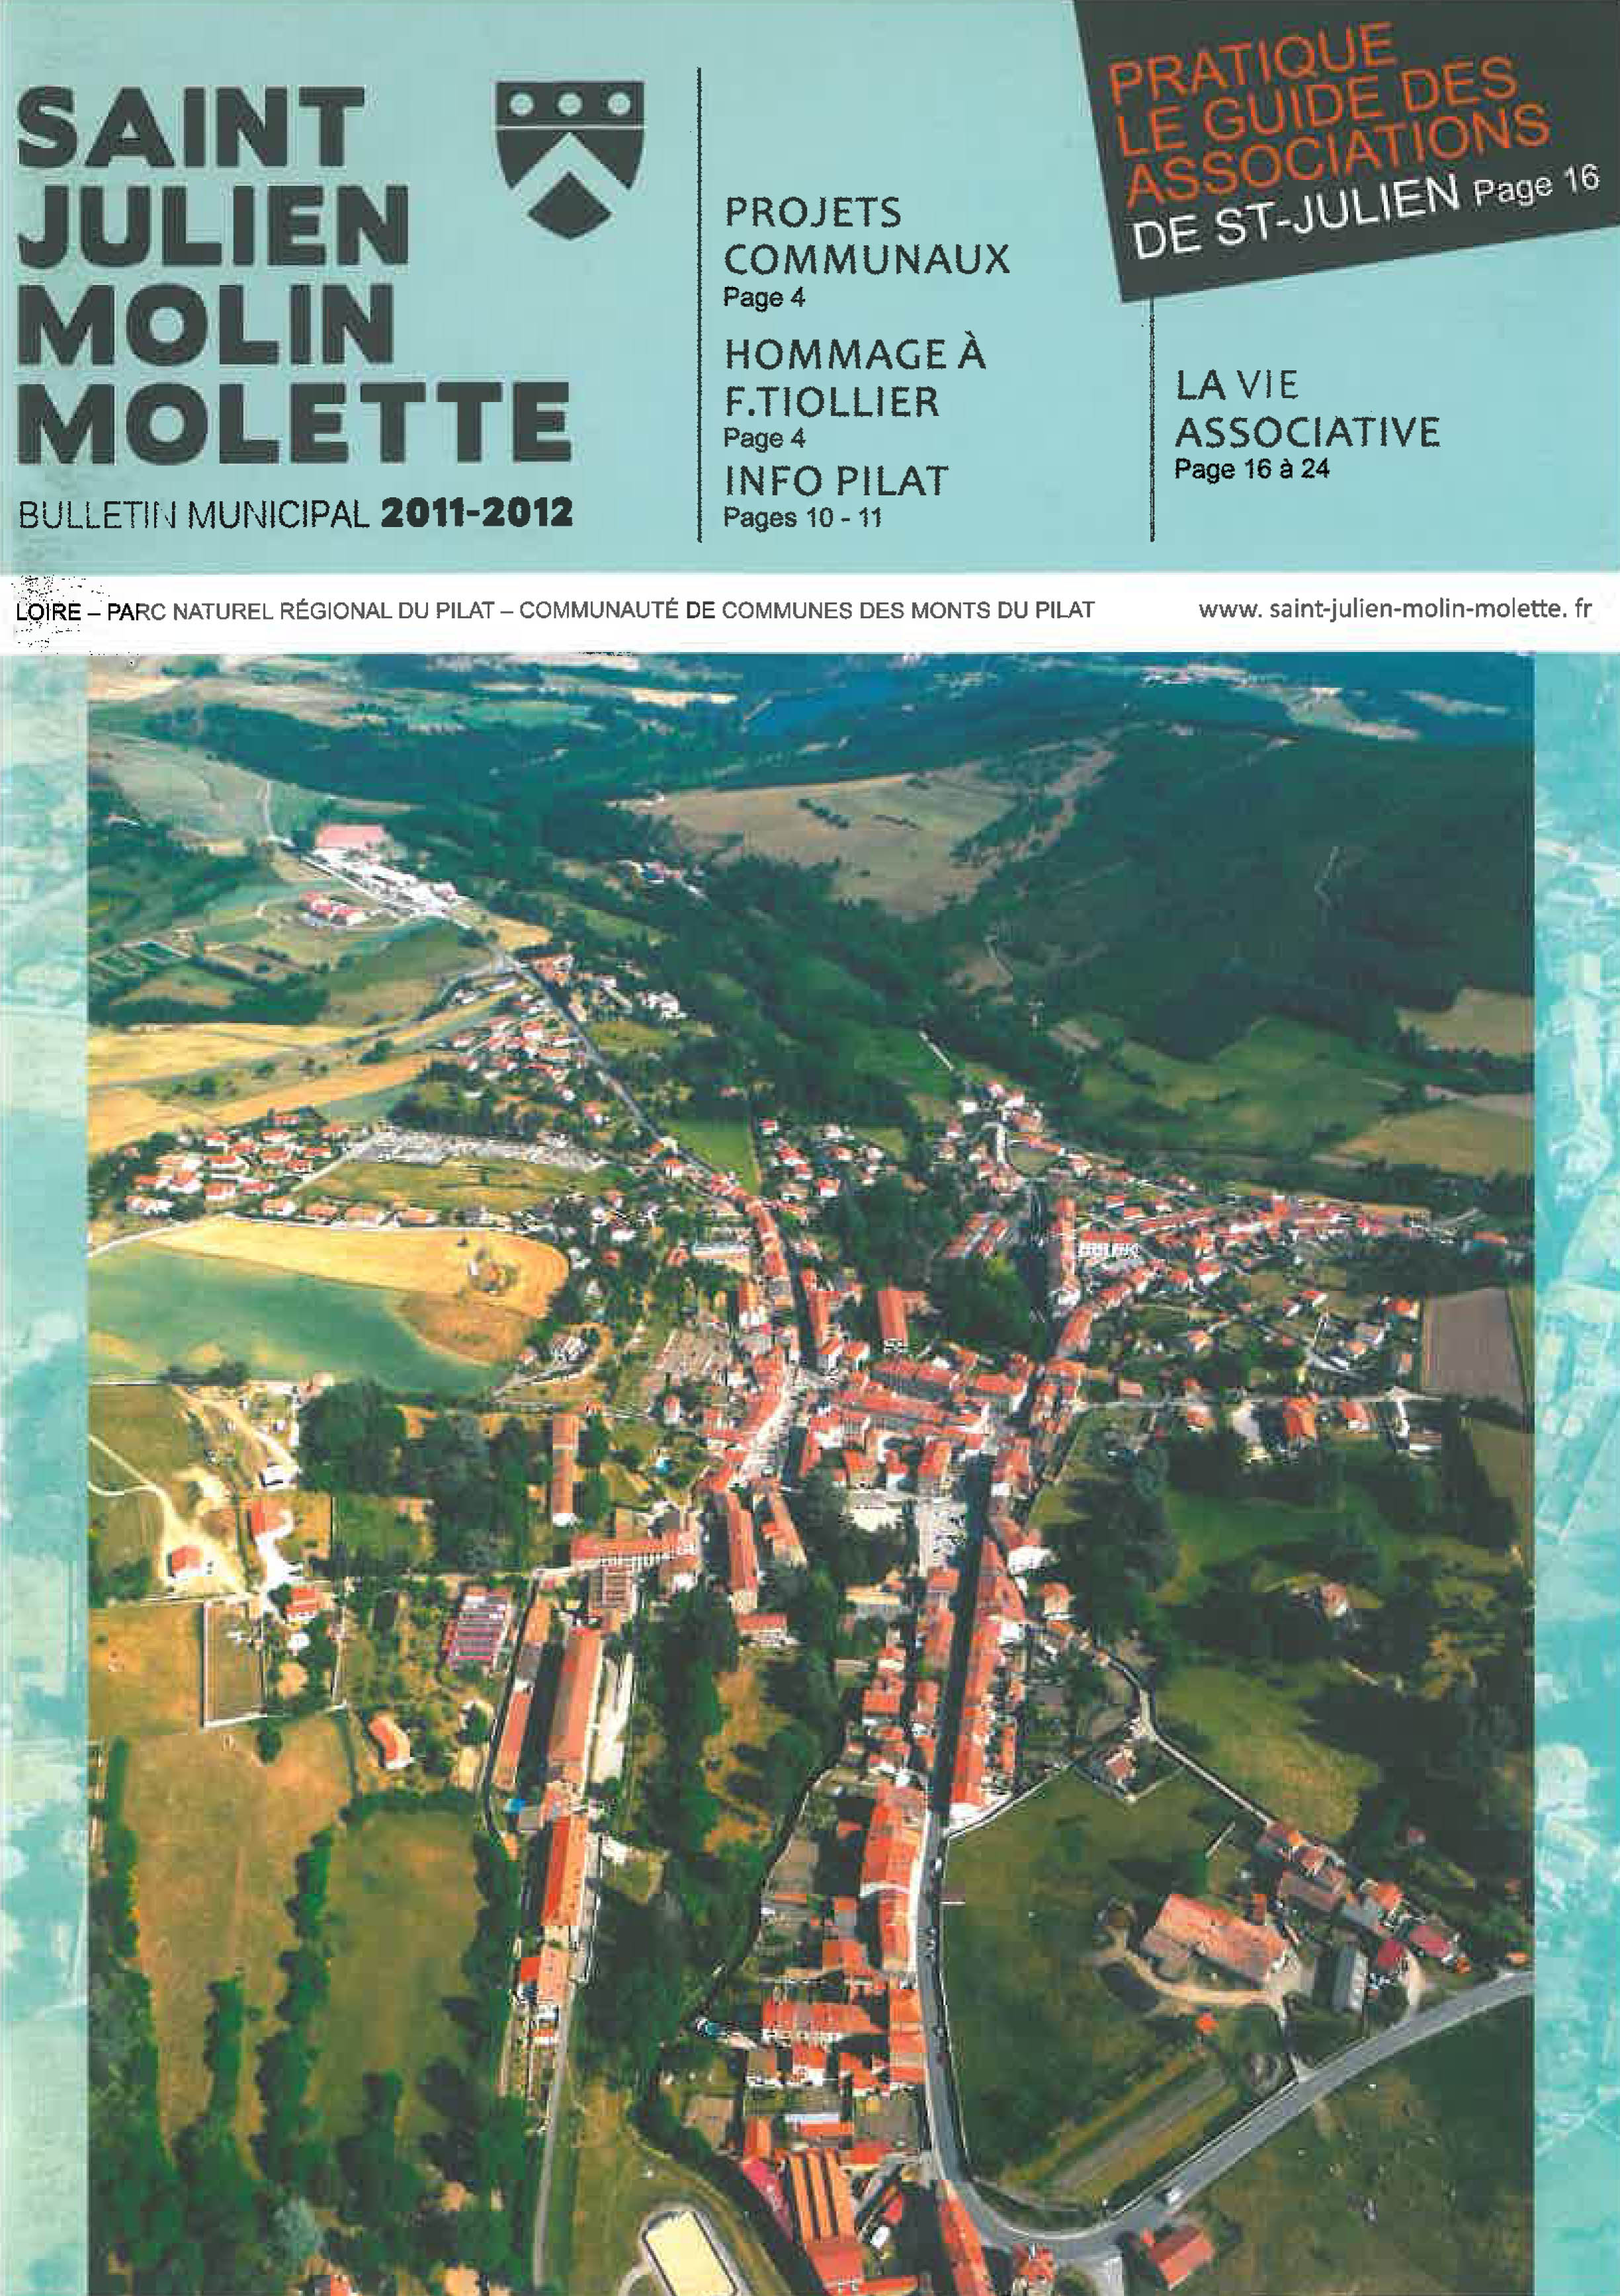 SAINT
JULIEN
MOLIN
MOLETTE
BULLETIN MUNICIPAL 2011-2012
PROJETS
COMMUNAUX
Page 4
HOMMAGE À
F.TIOLLIER
Page 4
INFO PILAT
Pages 10 - 11
PRATIQUE
LE GUIDE DES
ASSOCIATIONS
DE ST-JULIEN Page 16
LA VIE
ASSOCIATIVE
Page 16 à 24
LOIRE – PARC NATUREL RÉGIONAL DU PILAT – COMMUNAUTÉ DE COMMUNES DES MONTS DU PILAT
www. saint-julien-molin-molette. fr